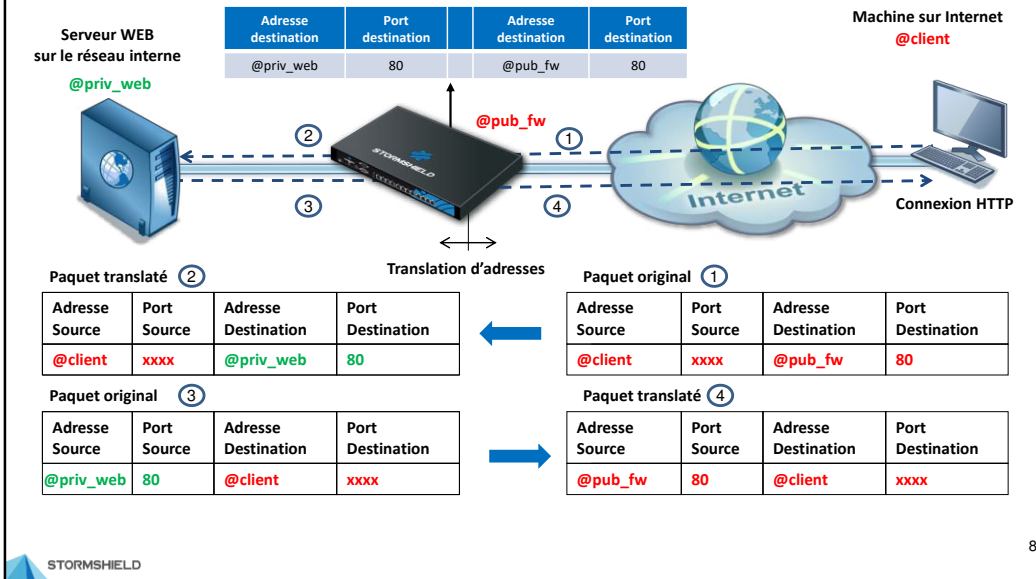 Serveur WEB
sur le réseau interne
@priv_web
Adresse destination Port destination Adresse destination Port destination
@priv_web 80 @pub_fw 80
Machine sur Internet
@client
@pub_fw
2
1
STORMSHIELD
3
4
Internet
Connexion HTTP
Translation d’adresses
Paquet translaté 2
Adresse Source Port Source Adresse Destination Port Destination
@client xxxx @priv_web 80
Paquet original 1
Adresse Source Port Source Adresse Destination Port Destination
@client xxxx @pub_fw 80
Paquet original 3
Adresse Source Port Source Adresse Destination Port Destination
@priv_web 80 @client xxxx
Paquet translaté 4
Adresse Source Port Source Adresse Destination Port Destination
@pub_fw 80 @client xxxx
STORMSHIELD
8